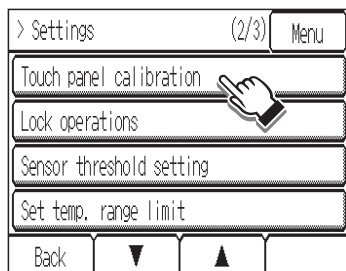 > Settings (2/3) Menu
Touch panel calibration
Lock operations
Sensor threshold setting
Set temp. range limit
Back ▼ ▲